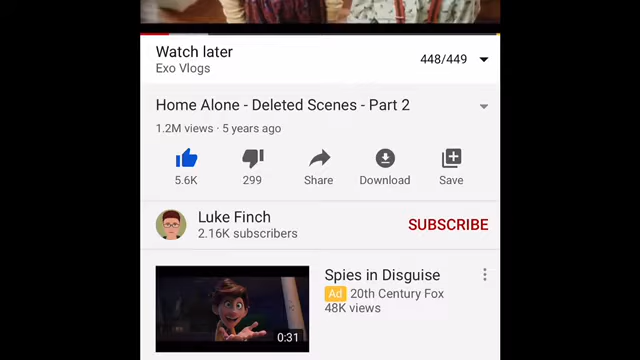 Watch later
Exo Vlogs
448/449
Home Alone - Deleted Scenes - Part 2
1.2M views · 5 years ago
5.6K
299
Share
Download
Save
Luke Finch
2.16K subscribers
SUBSCRIBE
Spies in Disguise
Ad 20th Century Fox
48K views
0:31